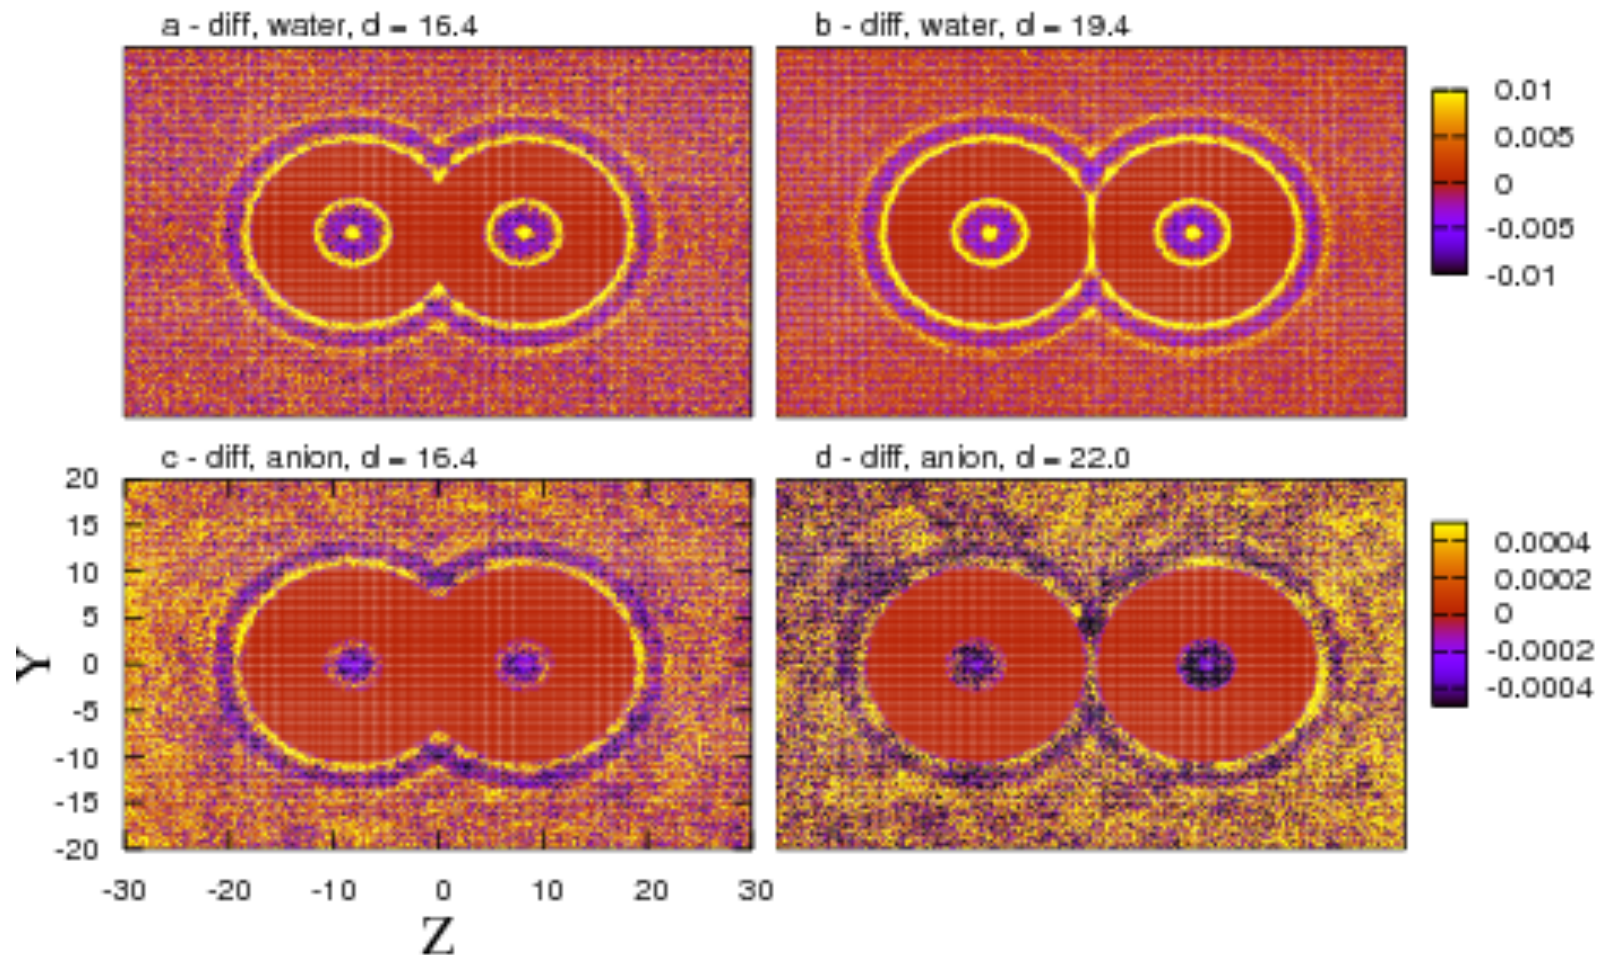 a - diff, water, d = 16.4
b - diff, water, d = 19.4
0.01
0.005
0
-0.005
-0.01
c - diff, anion, d = 16.4
d - diff, anion, d = 22.0
20
15
10
5
0
-5
-10
-15
-20
Y
0.0004
0.0002
0
-0.0002
-0.0004
-30 -20 -10 0 10 20 30
Z